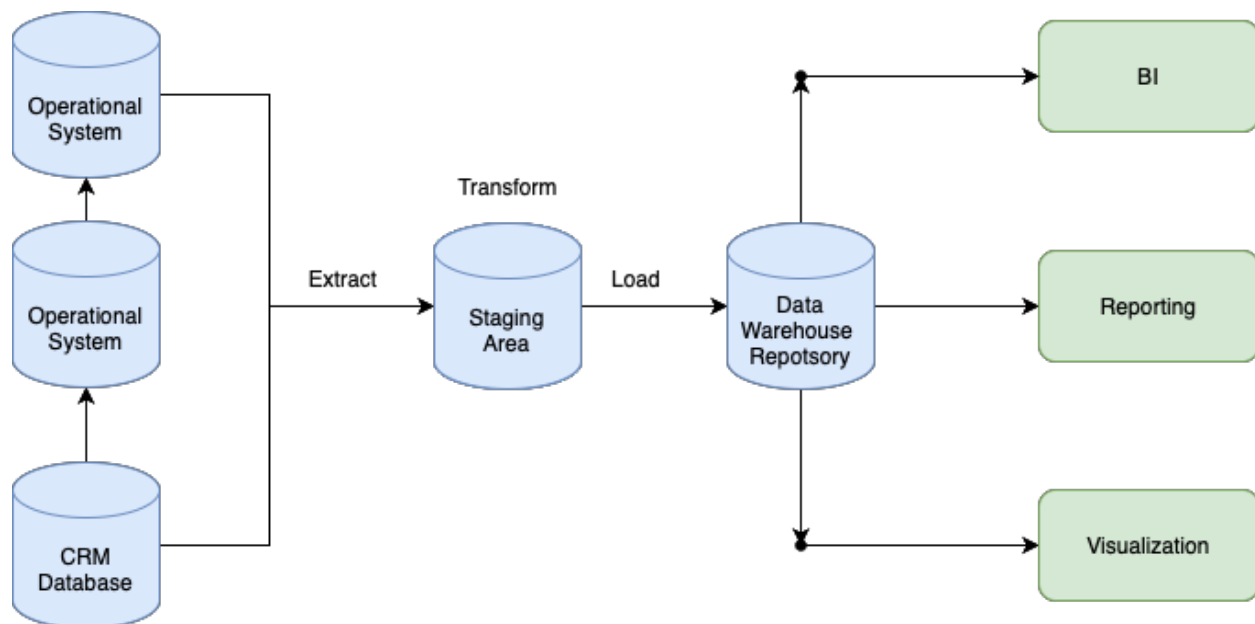 Operational
System
BI
Transform
Operational
System
Extract
Staging
Area
Load
Data
Warehouse
Repotsory
Reporting
CRM
Database
Visualization